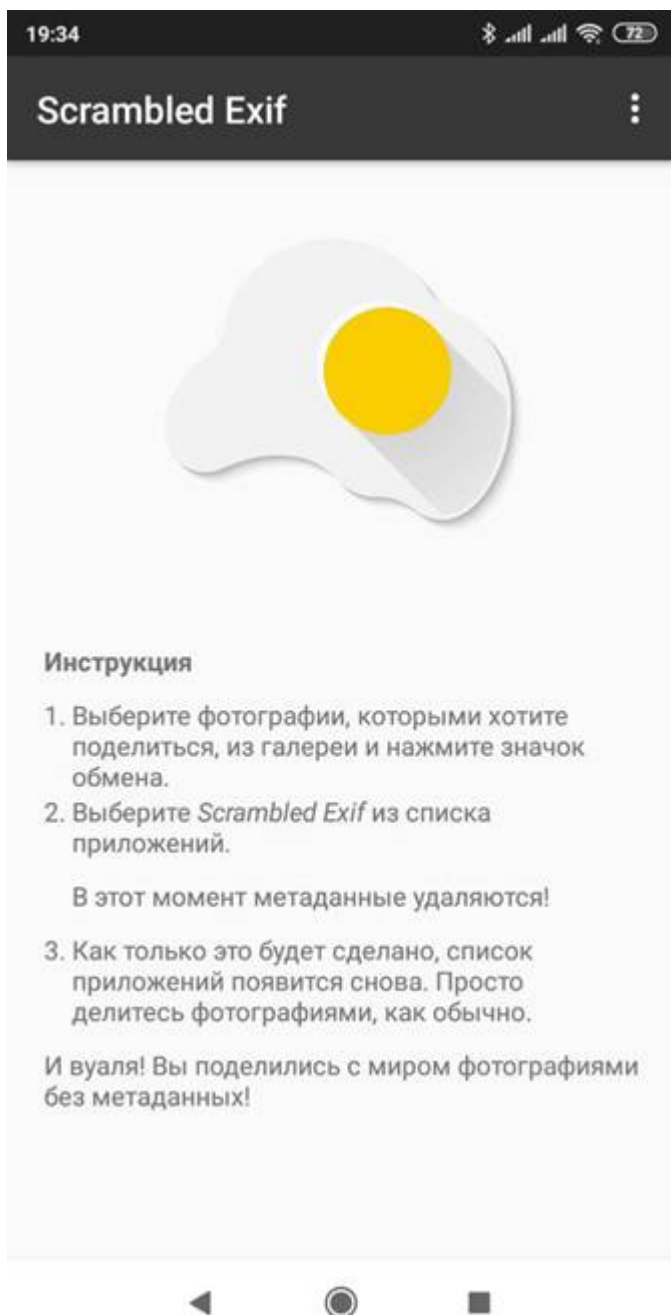 19:34
72
Scrambled Exif
Инструкция
1. Выберите фотографии, которыми хотите
поделиться, из галереи и нажмите значок
обмена.
2. Выберите Scrambled Exif из списка
приложений.
В этот момент метаданные удаляются!
3. Как только это будет сделано, список
приложений появится снова. Просто
делитесь фотографиями, как обычно.
И вуаля! Вы поделились с миром фотографиями
без метаданных!